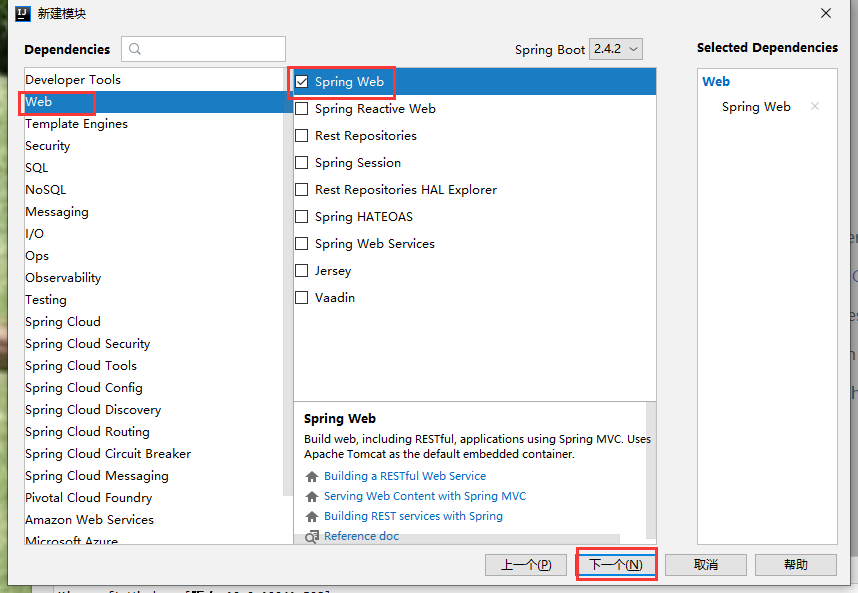 新建模块
Dependencies
Spring Boot 2.4.2
Selected Dependencies
Developer Tools
Web
Template Engines
Security
SQL
NoSQL
Messaging
I/O
Ops
Observability
Testing
Spring Cloud
Spring Cloud Security
Spring Cloud Tools
Spring Cloud Config
Spring Cloud Discovery
Spring Cloud Routing
Spring Cloud Circuit Breaker
Spring Cloud Messaging
Pivotal Cloud Foundry
Amazon Web Services
Microsoft Azure
Spring Web
Spring Reactive Web
Rest Repositories
Spring Session
Rest Repositories HAL Explorer
Spring HATEOAS
Spring Web Services
Jersey
Vaadin
Spring Web
Build web, including RESTful, applications using Spring MVC. Uses
Apache Tomcat as the default embedded container.
Building a RESTful Web Service
Serving Web Content with Spring MVC
Building REST services with Spring
Reference doc
Web
Spring Web
上一个(P)
下一个(N)
取消
帮助